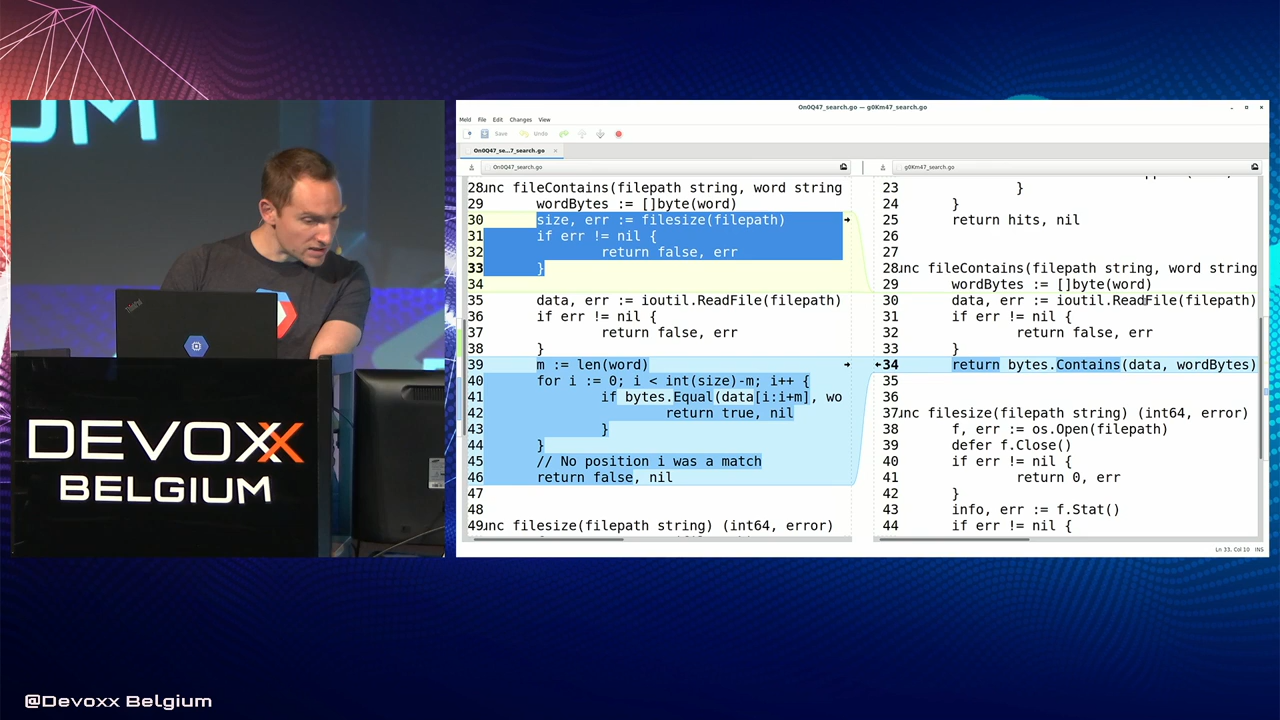 UM
ThinkPad
DEVOXX
BELGIUM
On0Q47_search.go — g0Km47_search.go
Meld File Edit Changes View
Save Undo
On0Q47_se...7_search.go ×
On0Q47_search.go
28unc fileContains(filepath string, word string
29 wordBytes := []byte(word)
30 size, err := filesize(filepath)
31 if err != nil {
32 return false, err
33 }
34
35 data, err := ioutil.ReadFile(filepath)
36 if err != nil {
37 return false, err
38 }
39 m := len(word)
40 for i := 0; i < int(size)-m; i++ {
41 if bytes.Equal(data[i:i+m], wo
42 return true, nil
43 }
44 }
45 // No position i was a match
46 return false, nil
47
48
49unc filesize(filepath string) (int64, error)
g0Km47_search.go
23 }
24 }
25 return hits, nil
26
27
28unc fileContains(filepath string, word string
29 wordBytes := []byte(word)
30 data, err := ioutil.ReadFile(filepath)
31 if err != nil {
32 return false, err
33 }
34 return bytes.Contains(data, wordBytes)
35
36
37unc filesize(filepath string) (int64, error)
38 f, err := os.Open(filepath)
39 defer f.Close()
40 if err != nil {
41 return 0, err
42 }
43 info, err := f.Stat()
44 if err != nil {
Ln 33, Col 10 INS
@Devoxx Belgium